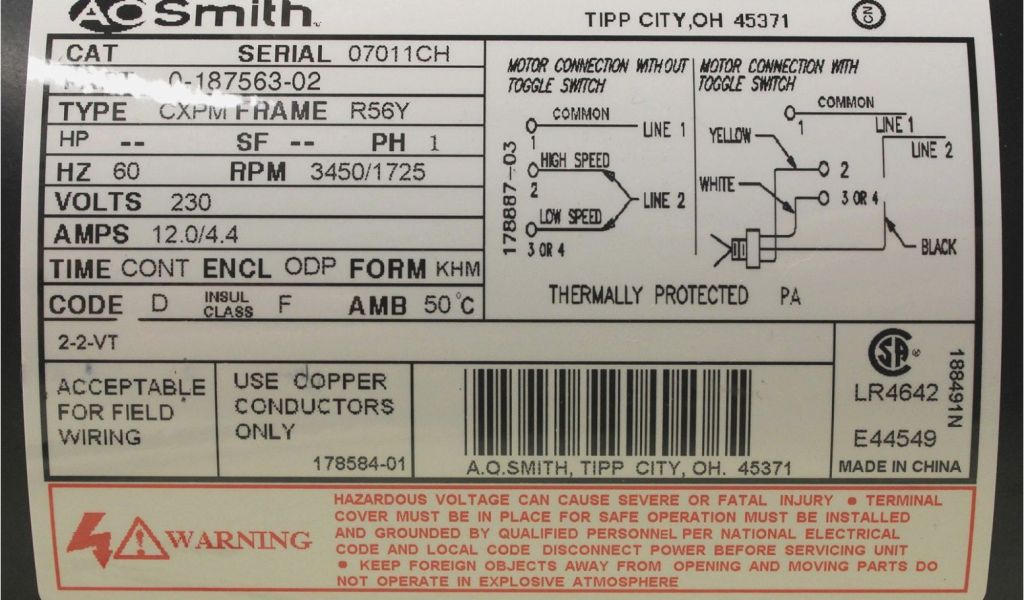 AO Smith
TIPP CITY, OH 45371
CAT SERIAL 07011CH
0-187563-02
TYPE CXPM FRAME R56Y
HP -- SF -- PH 1
HZ 60 RPM 3450/1725
VOLTS 230
AMPS 12.0/4.4
TIME CONT ENCL ODP FORM KHM
CODE D INSUL CLASS F AMB 50°C
2-2-VT
MOTOR CONNECTION WITHOUT
TOGGLE SWITCH
COMMON
1
LINE 1
HIGH SPEED
2
LINE 2
LOW SPEED
3 OR 4
178887-03
MOTOR CONNECTION WITH
TOGGLE SWITCH
COMMON
1
LINE 1
YELLOW
LINE 2
2
WHITE
3 OR 4
BLACK
THERMALLY PROTECTED PA
ACCEPTABLE
FOR FIELD
WIRING
USE COPPER
CONDUCTORS
ONLY
178584-01
A.O.SMITH, TIPP CITY, OH. 45371
SA
®
LR4642
E44549
MADE IN CHINA
188491N
WARNING
HAZARDOUS VOLTAGE CAN CAUSE SEVERE OR FATAL INJURY • TERMINAL
COVER MUST BE IN PLACE FOR SAFE OPERATION MUST BE INSTALLED
AND GROUNDED BY QUALIFIED PERSONNEL PER NATIONAL ELECTRICAL
CODE AND LOCAL CODE DISCONNECT POWER BEFORE SERVICING UNIT
• KEEP FOREIGN OBJECTS AWAY FROM OPENING AND MOVING PARTS DO
NOT OPERATE IN EXPLOSIVE ATMOSPHERE